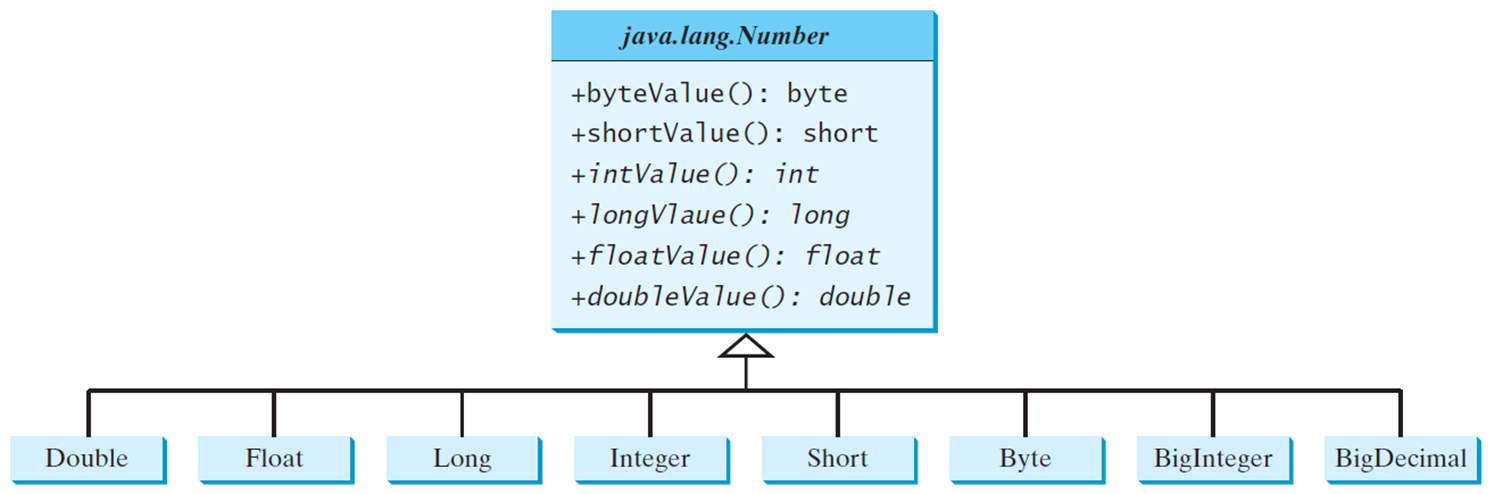 java.lang.Number
+byteValue(): byte
+shortValue(): short
+intValue(): int
+longVlaue(): long
+floatValue(): float
+doubleValue(): double
Double Float Long Integer Short Byte BigInteger BigDecimal